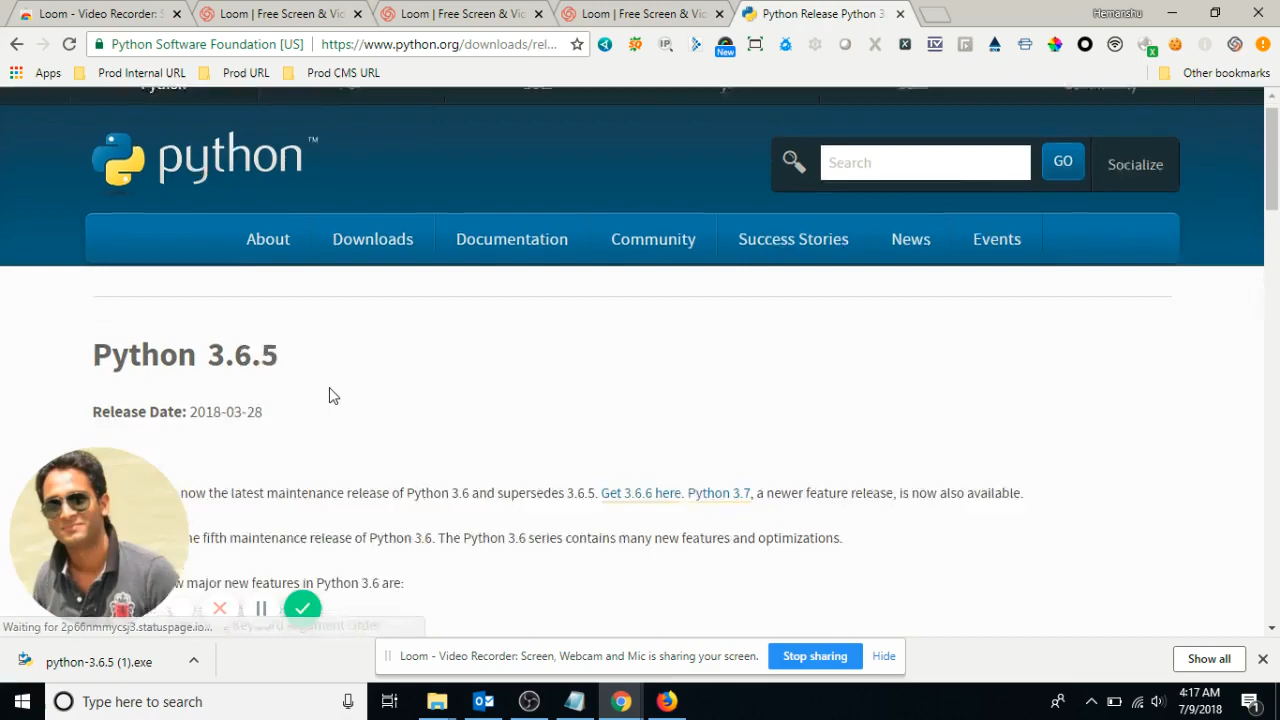 Loom - Video Recorder: S
Loom | Free Screen & Vic
Loom | Free Screen & Vic
Loom | Free Screen & Vi
Python Release Python 3.
Hemanshu
Python Software Foundation [US]
https://www.python.org/downloads/rel...
New
Apps
Prod Internal URL
Prod URL
Prod CMS URL
Other bookmarks
python™
Search
GO
Socialize
About
Downloads
Documentation
Community
Success Stories
News
Events
Python 3.6.5
Release Date: 2018-03-28
now the latest maintenance release of Python 3.6 and supersedes 3.6.5. Get 3.6.6 here. Python 3.7, a newer feature release, is now also available.
he fifth maintenance release of Python 3.6. The Python 3.6 series contains many new features and optimizations.
w major new features in Python 3.6 are:
Waiting for 2p66nmmycsj3.statuspage.io...
python-3.6.5 (1).exe
Loom - Video Recorder: Screen, Webcam and Mic is sharing your screen.
Stop sharing
Hide
Show all
Type here to search
4:17 AM
7/9/2018